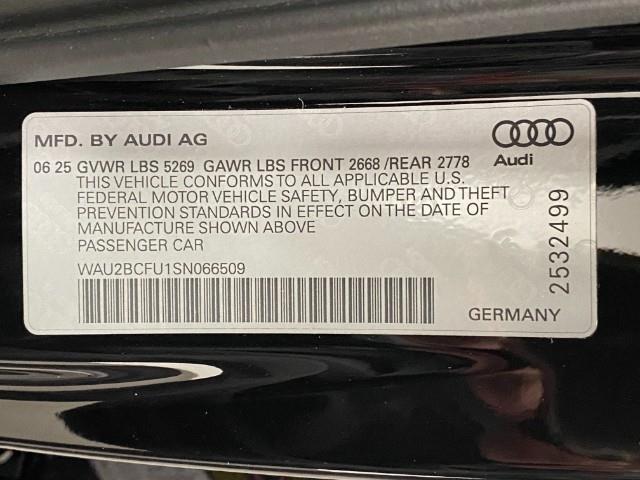 MFD. BY AUDI AG
Audi
06 25 GVWR LBS 5269 GAWR LBS FRONT 2668 /REAR 2778
THIS VEHICLE CONFORMS TO ALL APPLICABLE U.S.
FEDERAL MOTOR VEHICLE SAFETY, BUMPER AND THEFT
PREVENTION STANDARDS IN EFFECT ON THE DATE OF
MANUFACTURE SHOWN ABOVE
PASSENGER CAR
WAU2BCFU1SN066509
GERMANY
2532499